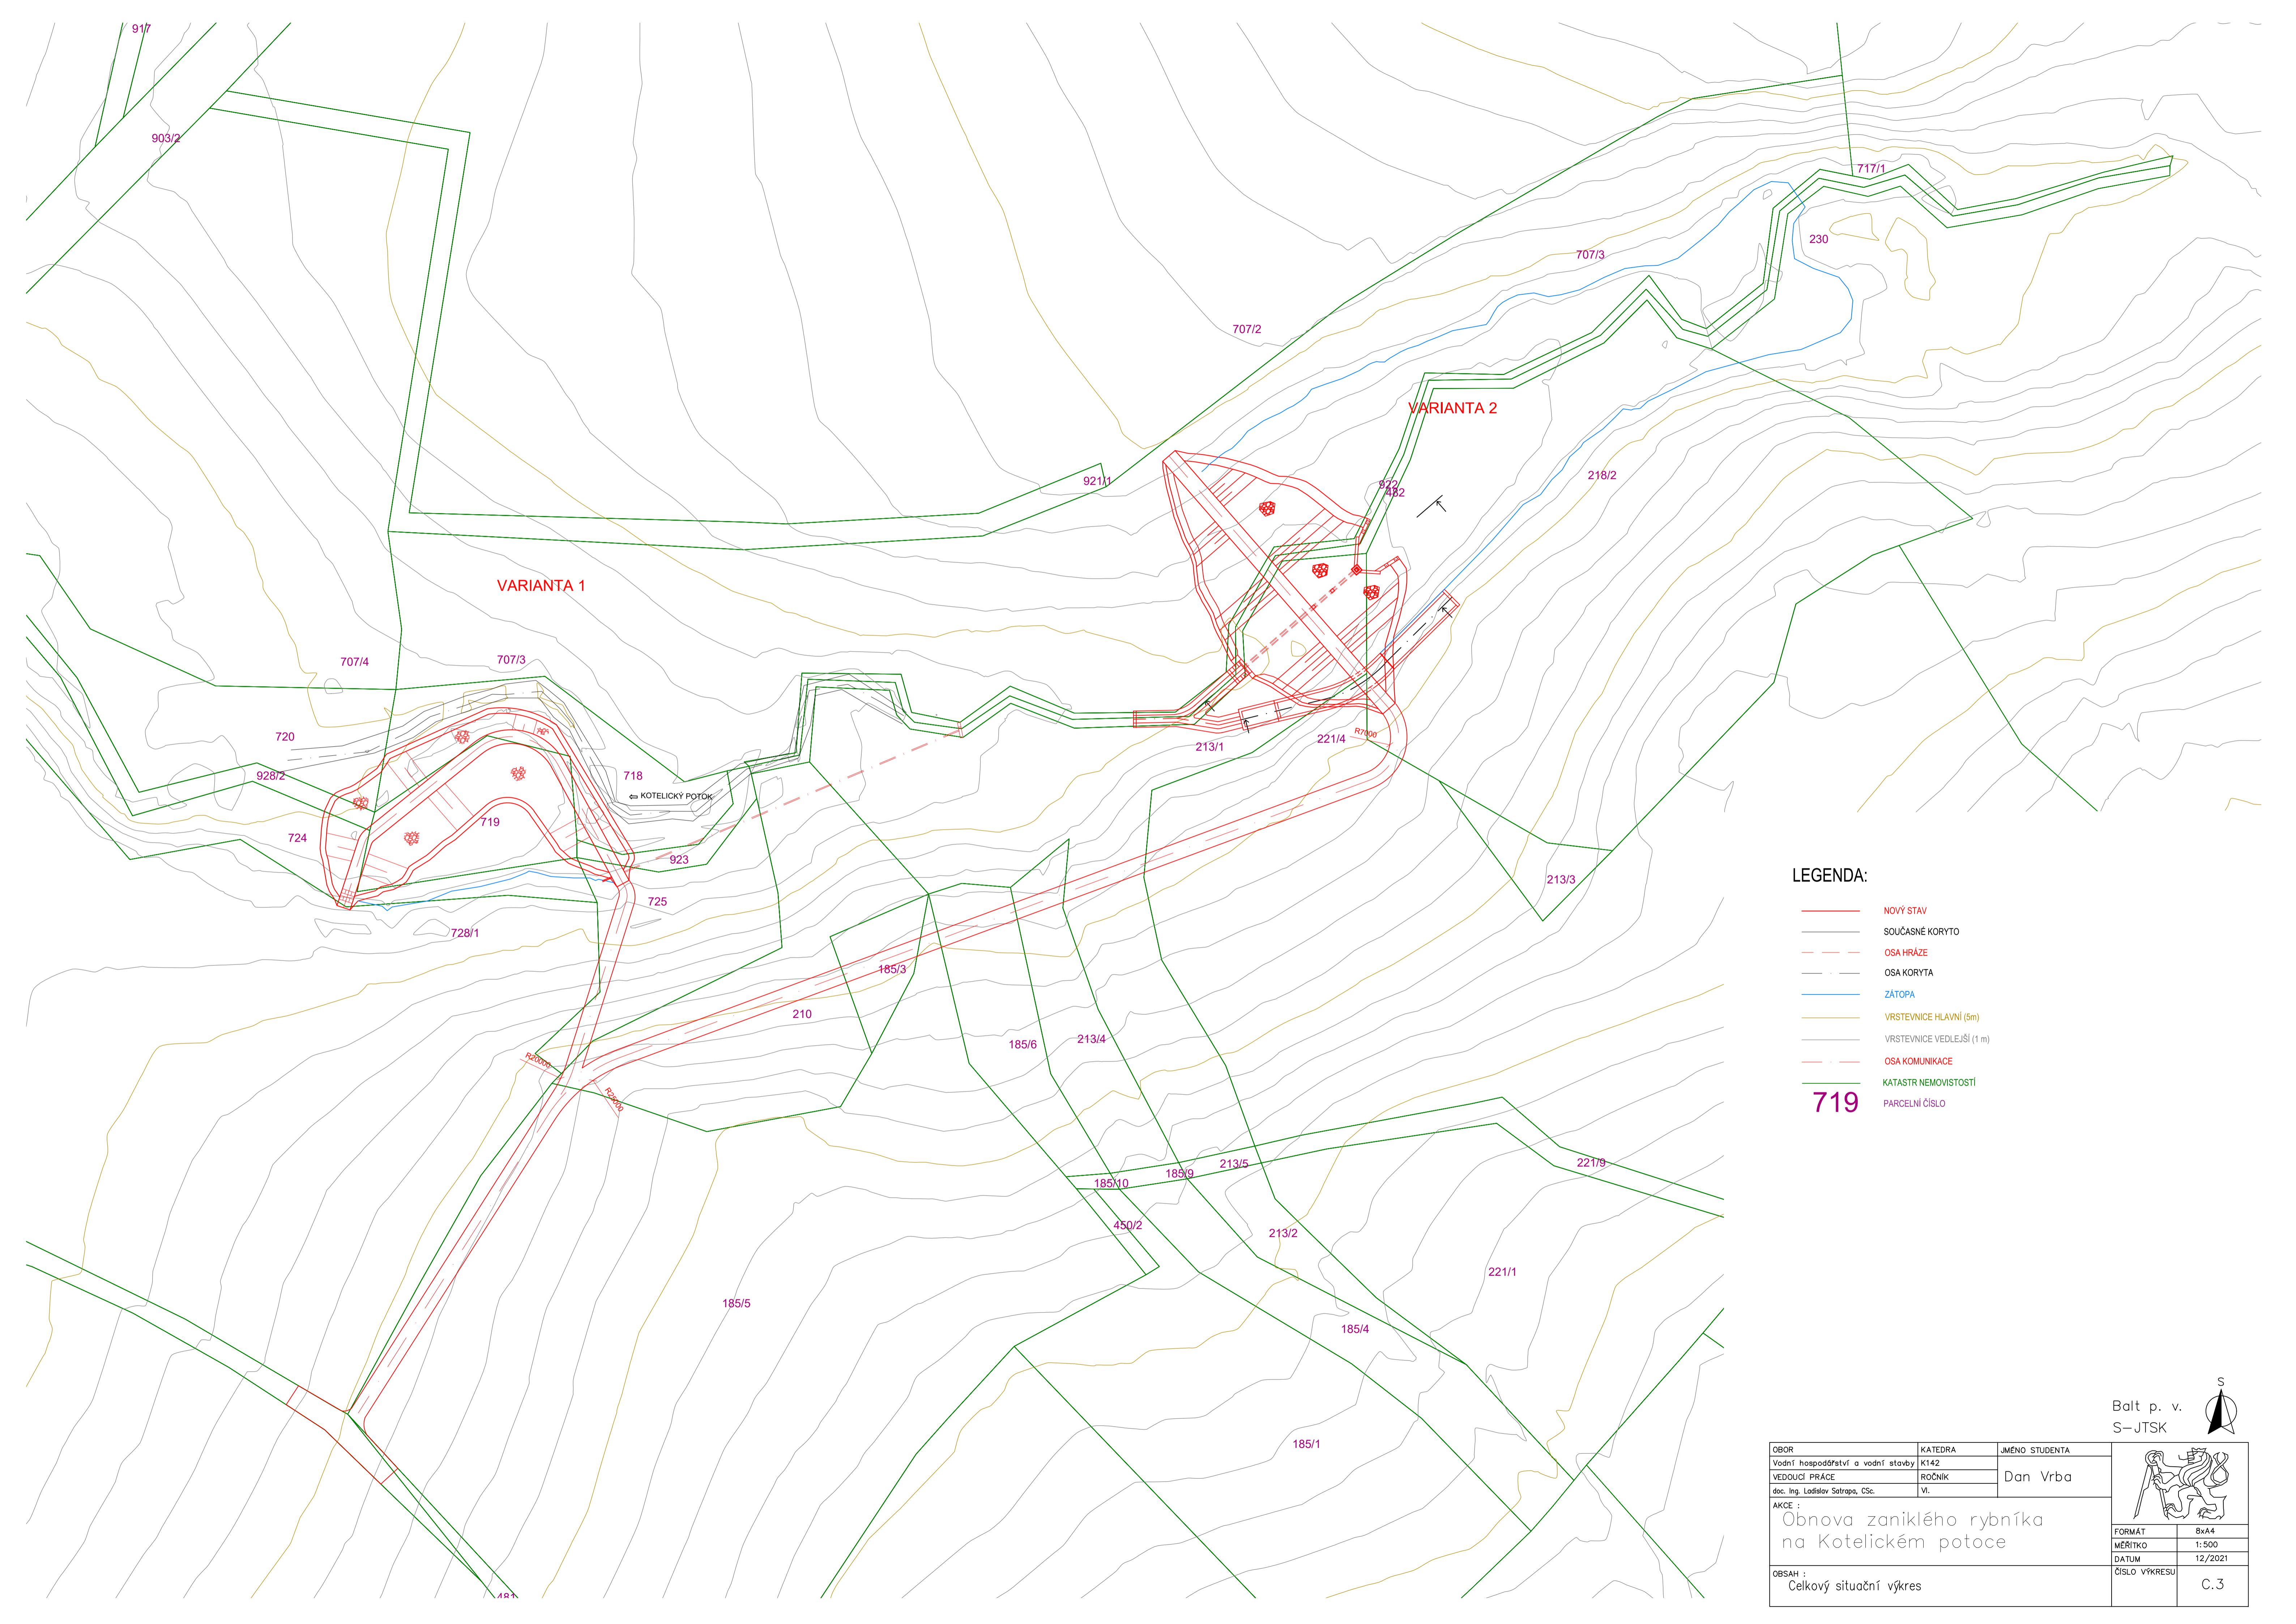 917
903/2
717/1
230
707/3
707/2
VARIANTA 2
921/1
922
482
218/2
VARIANTA 1
707/4
707/3
720
928/2
718
⇦ KOTELICKÝ POTOK
213/1
221/4
R7000
724
719
923
725
728/1
213/3
185/3
210
185/6
213/4
R20000
R25000
185/9
213/5
185/10
221/9
450/2
213/2
221/1
185/5
185/4
185/1
481
LEGENDA:
NOVÝ STAV
SOUČASNÉ KORYTO
OSA HRÁZE
OSA KORYTA
ZÁTOPA
VRSTEVNICE HLAVNÍ (5m)
VRSTEVNICE VEDLEJŠÍ (1 m)
OSA KOMUNIKACE
KATASTR NEMOVISTOSTÍ
719 PARCELNÍ ČÍSLO
S
Balt p. v.
S-JTSK
OBOR KATEDRA JMÉNO STUDENTA
Vodní hospodářství a vodní stavby K142
VEDOUCÍ PRÁCE ROČNÍK Dan Vrba
doc. Ing. Ladislav Satrapa, CSc. VI.
AKCE :
Obnova zaniklého rybníka
na Kotelickém potoce
FORMÁT 8xA4
MĚŘÍTKO 1:500
DATUM 12/2021
OBSAH : ČÍSLO VÝKRESU
Celkový situační výkres C.3